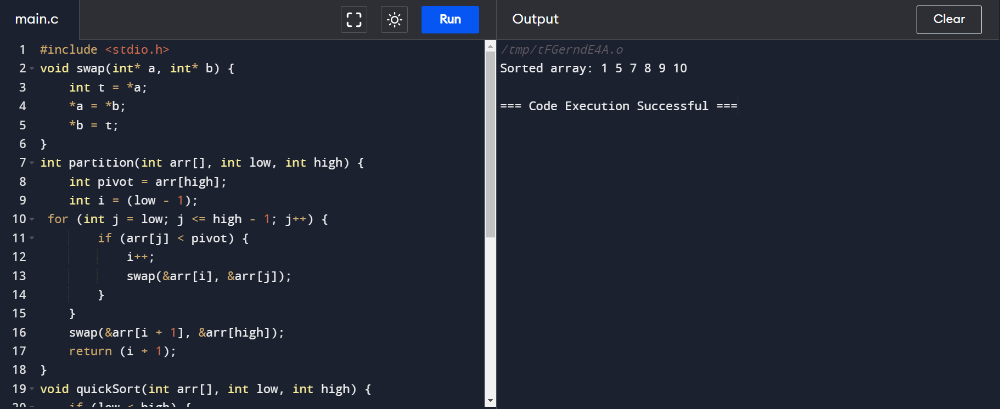 main.c
Run
Output
Clear
1 #include <stdio.h>
2 void swap(int* a, int* b) {
3     int t = *a;
4     *a = *b;
5     *b = t;
6 }
7 int partition(int arr[], int low, int high) {
8     int pivot = arr[high];
9     int i = (low - 1);
10  for (int j = low; j <= high - 1; j++) {
11         if (arr[j] < pivot) {
12             i++;
13             swap(&arr[i], &arr[j]);
14         }
15     }
16     swap(&arr[i + 1], &arr[high]);
17     return (i + 1);
18 }
19 void quickSort(int arr[], int low, int high) {
20     if (low < high) {
/tmp/tFGerndE4A.o
Sorted array: 1 5 7 8 9 10
=== Code Execution Successful ===